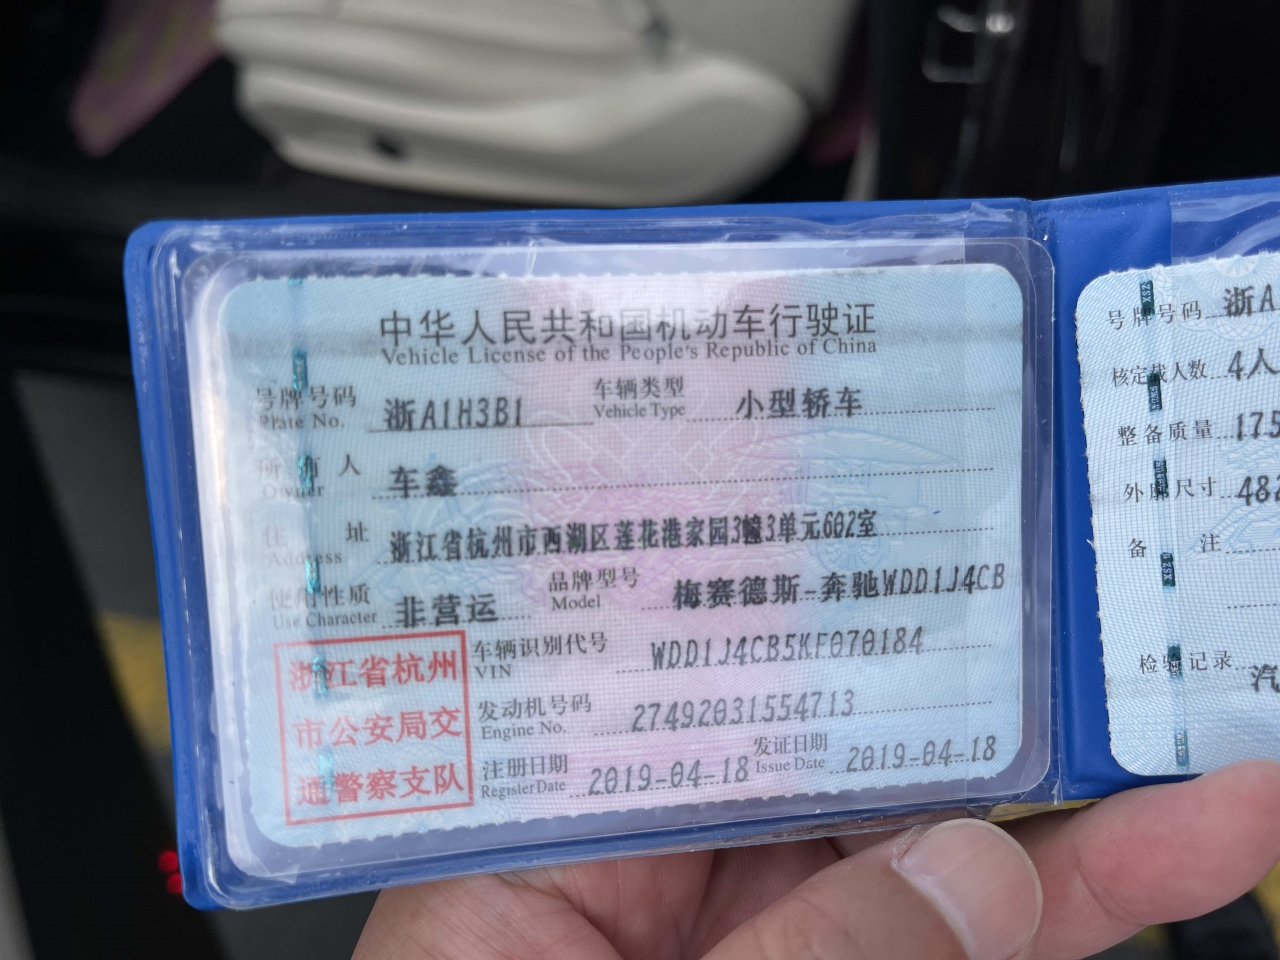 中华人民共和国机动车行驶证
Vehicle License of the People's Republic of China
号牌号码 浙A1H3B1 车辆类型 小型轿车
Plate No. Vehicle Type
所有人 车鑫
Owner
住址 浙江省杭州市西湖区莲花港家园3幢3单元602室
Address
使用性质 非营运 品牌型号 梅赛德斯-奔驰WDD1J4CB
Use Character Model
浙江省杭州
市公安局交
通警察支队
车辆识别代号 WDD1J4CB5KF070184
VIN
发动机号码 27492031554713
Engine No.
注册日期 2019-04-18 发证日期 2019-04-18
Register Date Issue Date
号牌号码 浙A
核定载人数 4人
整备质量 175
外廓尺寸 482
备注
检验记录
汽